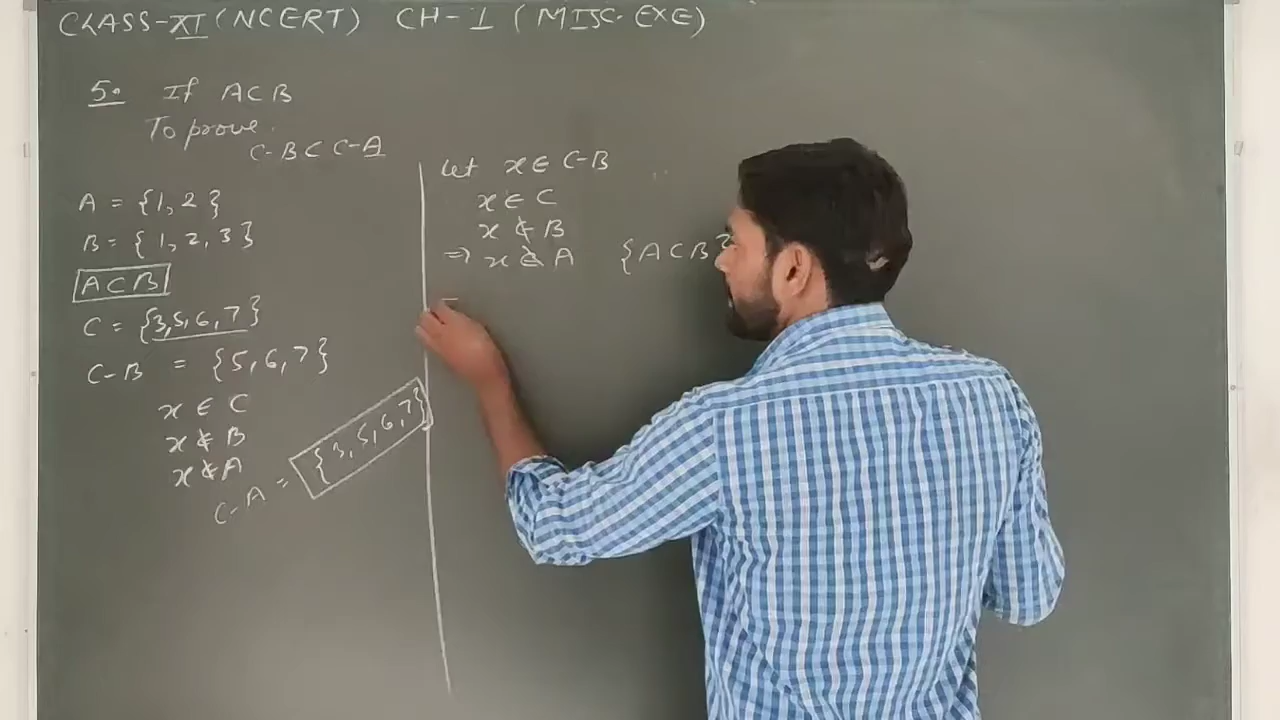 CLASS-XI (NCERT) CH-1 (MISC. EXE)
5. If A⊂B
To prove.
C-B⊂C-A
A = {1, 2}
B = {1, 2, 3}
A⊂B
C = {3,5,6,7}
C-B = {5,6,7}
x ∈ C
x ∉ B
x ∉ A
C-A = {3,5,6,7}
Let x ∈ C-B
x ∈ C
x ∉ B
⇒ x ∉ A {A⊂B}